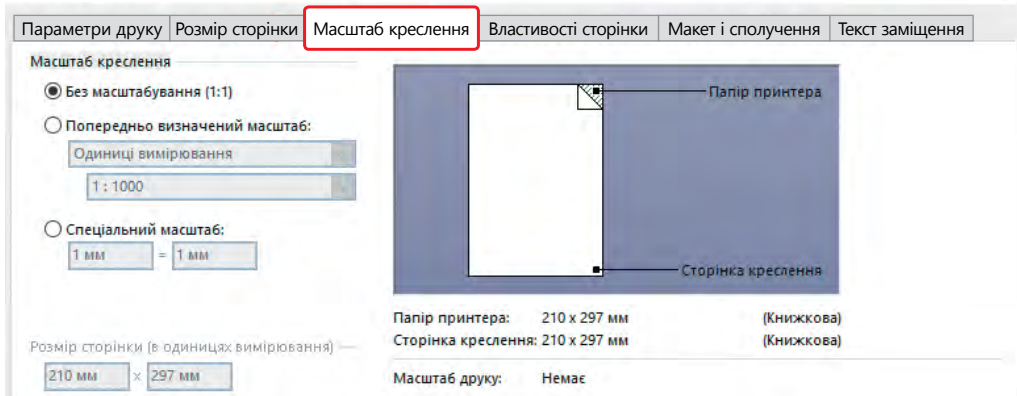 Параметри друку Розмір сторінки Масштаб креслення Властивості сторінки Макет і сполучення Текст заміщення
Масштаб креслення
Без масштабування (1:1)
Попередньо визначений масштаб:
Одиниці вимірювання
1 : 1000
Спеціальний масштаб:
1 мм = 1 мм
Розмір сторінки (в одиницях вимірювання)
210 мм x 297 мм
Папір принтера
Сторінка креслення
Папір принтера: 210 x 297 мм (Книжкова)
Сторінка креслення: 210 x 297 мм (Книжкова)
Масштаб друку: Немає